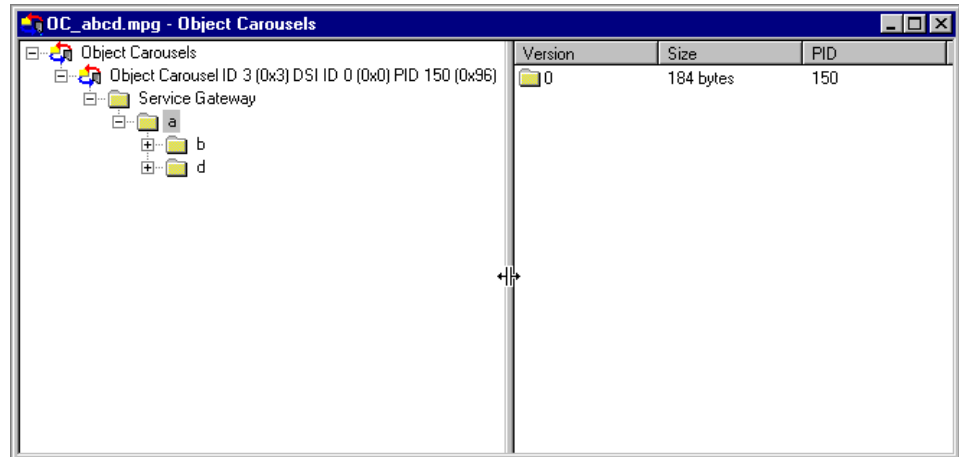 OC_abcd.mpg - Object Carousels
Object Carousels
Object Carousel ID 3 (0x3) DSI ID 0 (0x0) PID 150 (0x96)
Service Gateway
a
b
d
Version Size PID
0 184 bytes 150